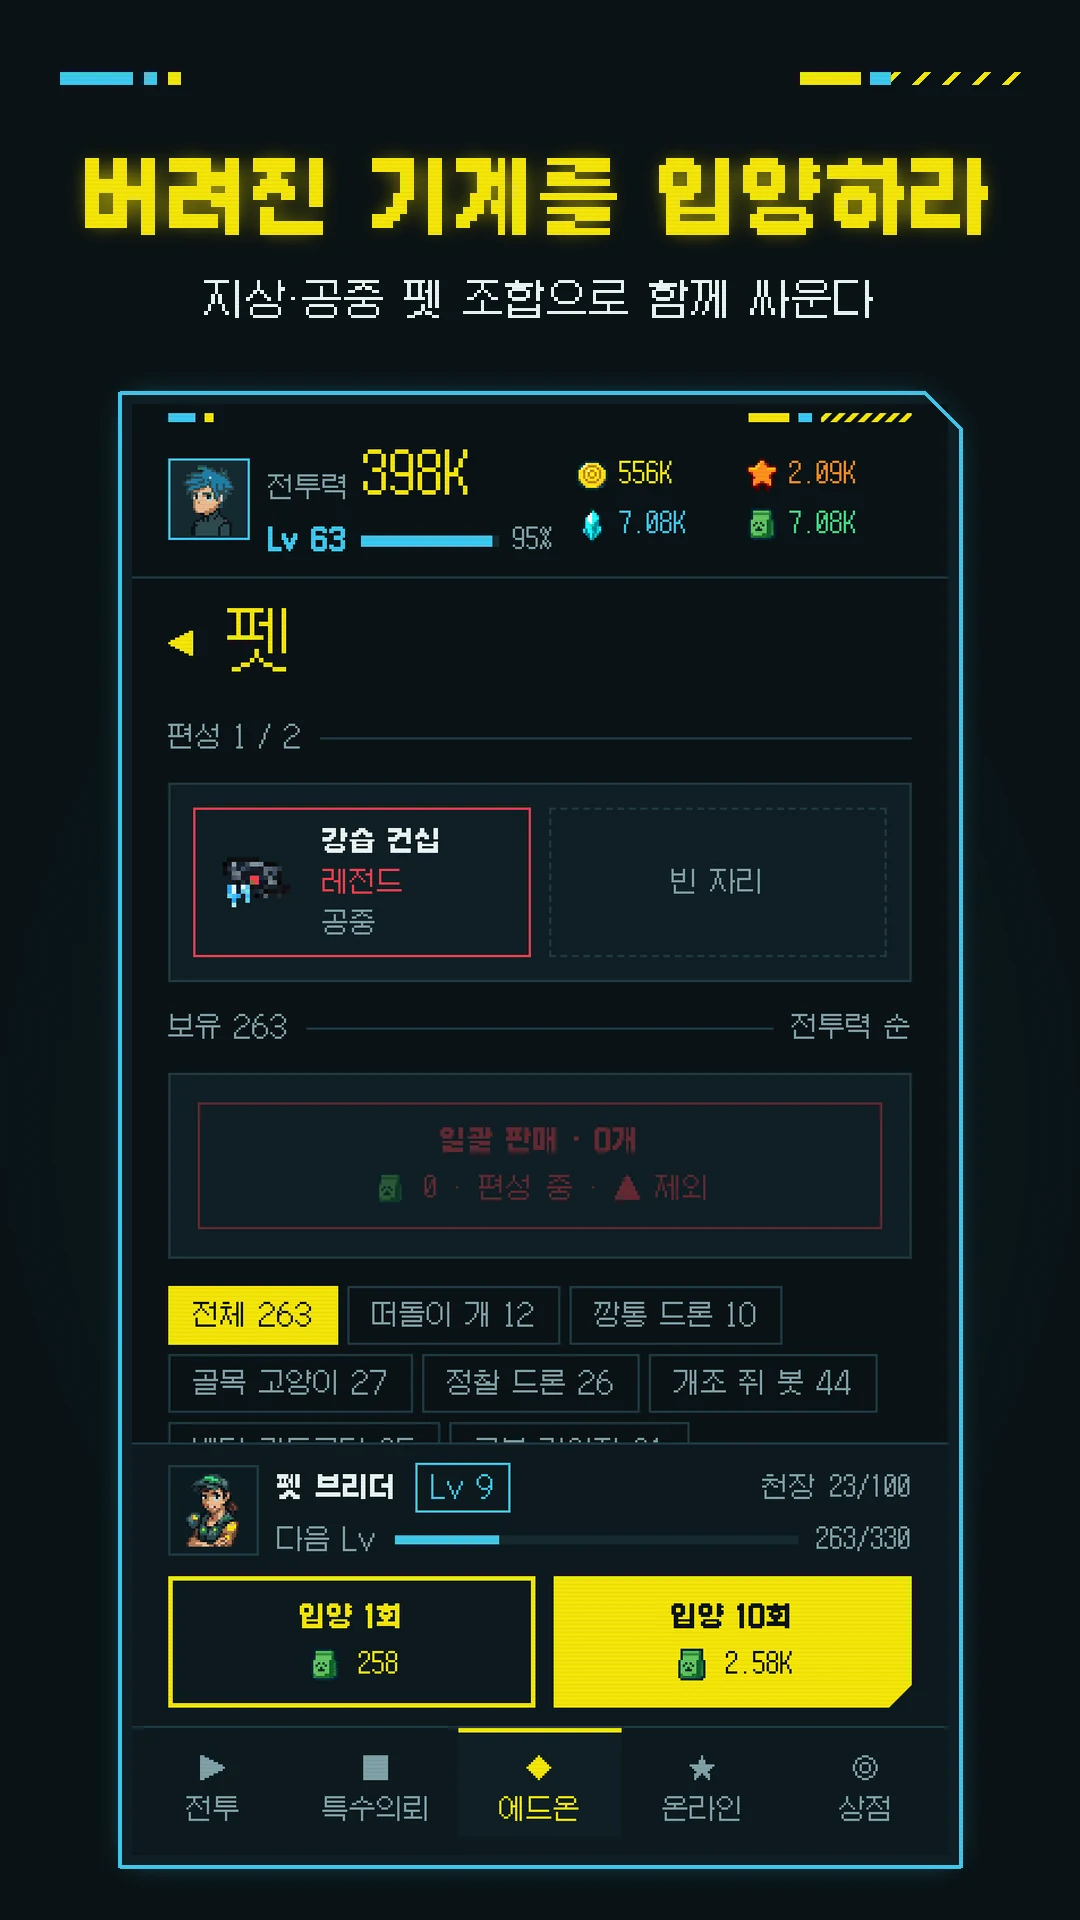 버려진 기계를 입양하라
지상·공중 펫 조합으로 함께 싸운다
전투력 398K
556K
2.09K
Lv 63
95%
7.08K
7.08K
◀ 펫
편성 1 / 2
강습 건십
레전드
공중
빈 자리
보유 263
전투력 순
일괄 판매 · 0개
0 · 편성 중 · ▲ 제외
전체 263
떠돌이 개 12
깡통 드론 10
골목 고양이 27
정찰 드론 26
개조 쥐 봇 44
펫 브리더
Lv 9
천장 23/100
다음 Lv
263/330
입양 1회
입양 10회
258
2.58K
전투
특수의뢰
에드온
온라인
상점